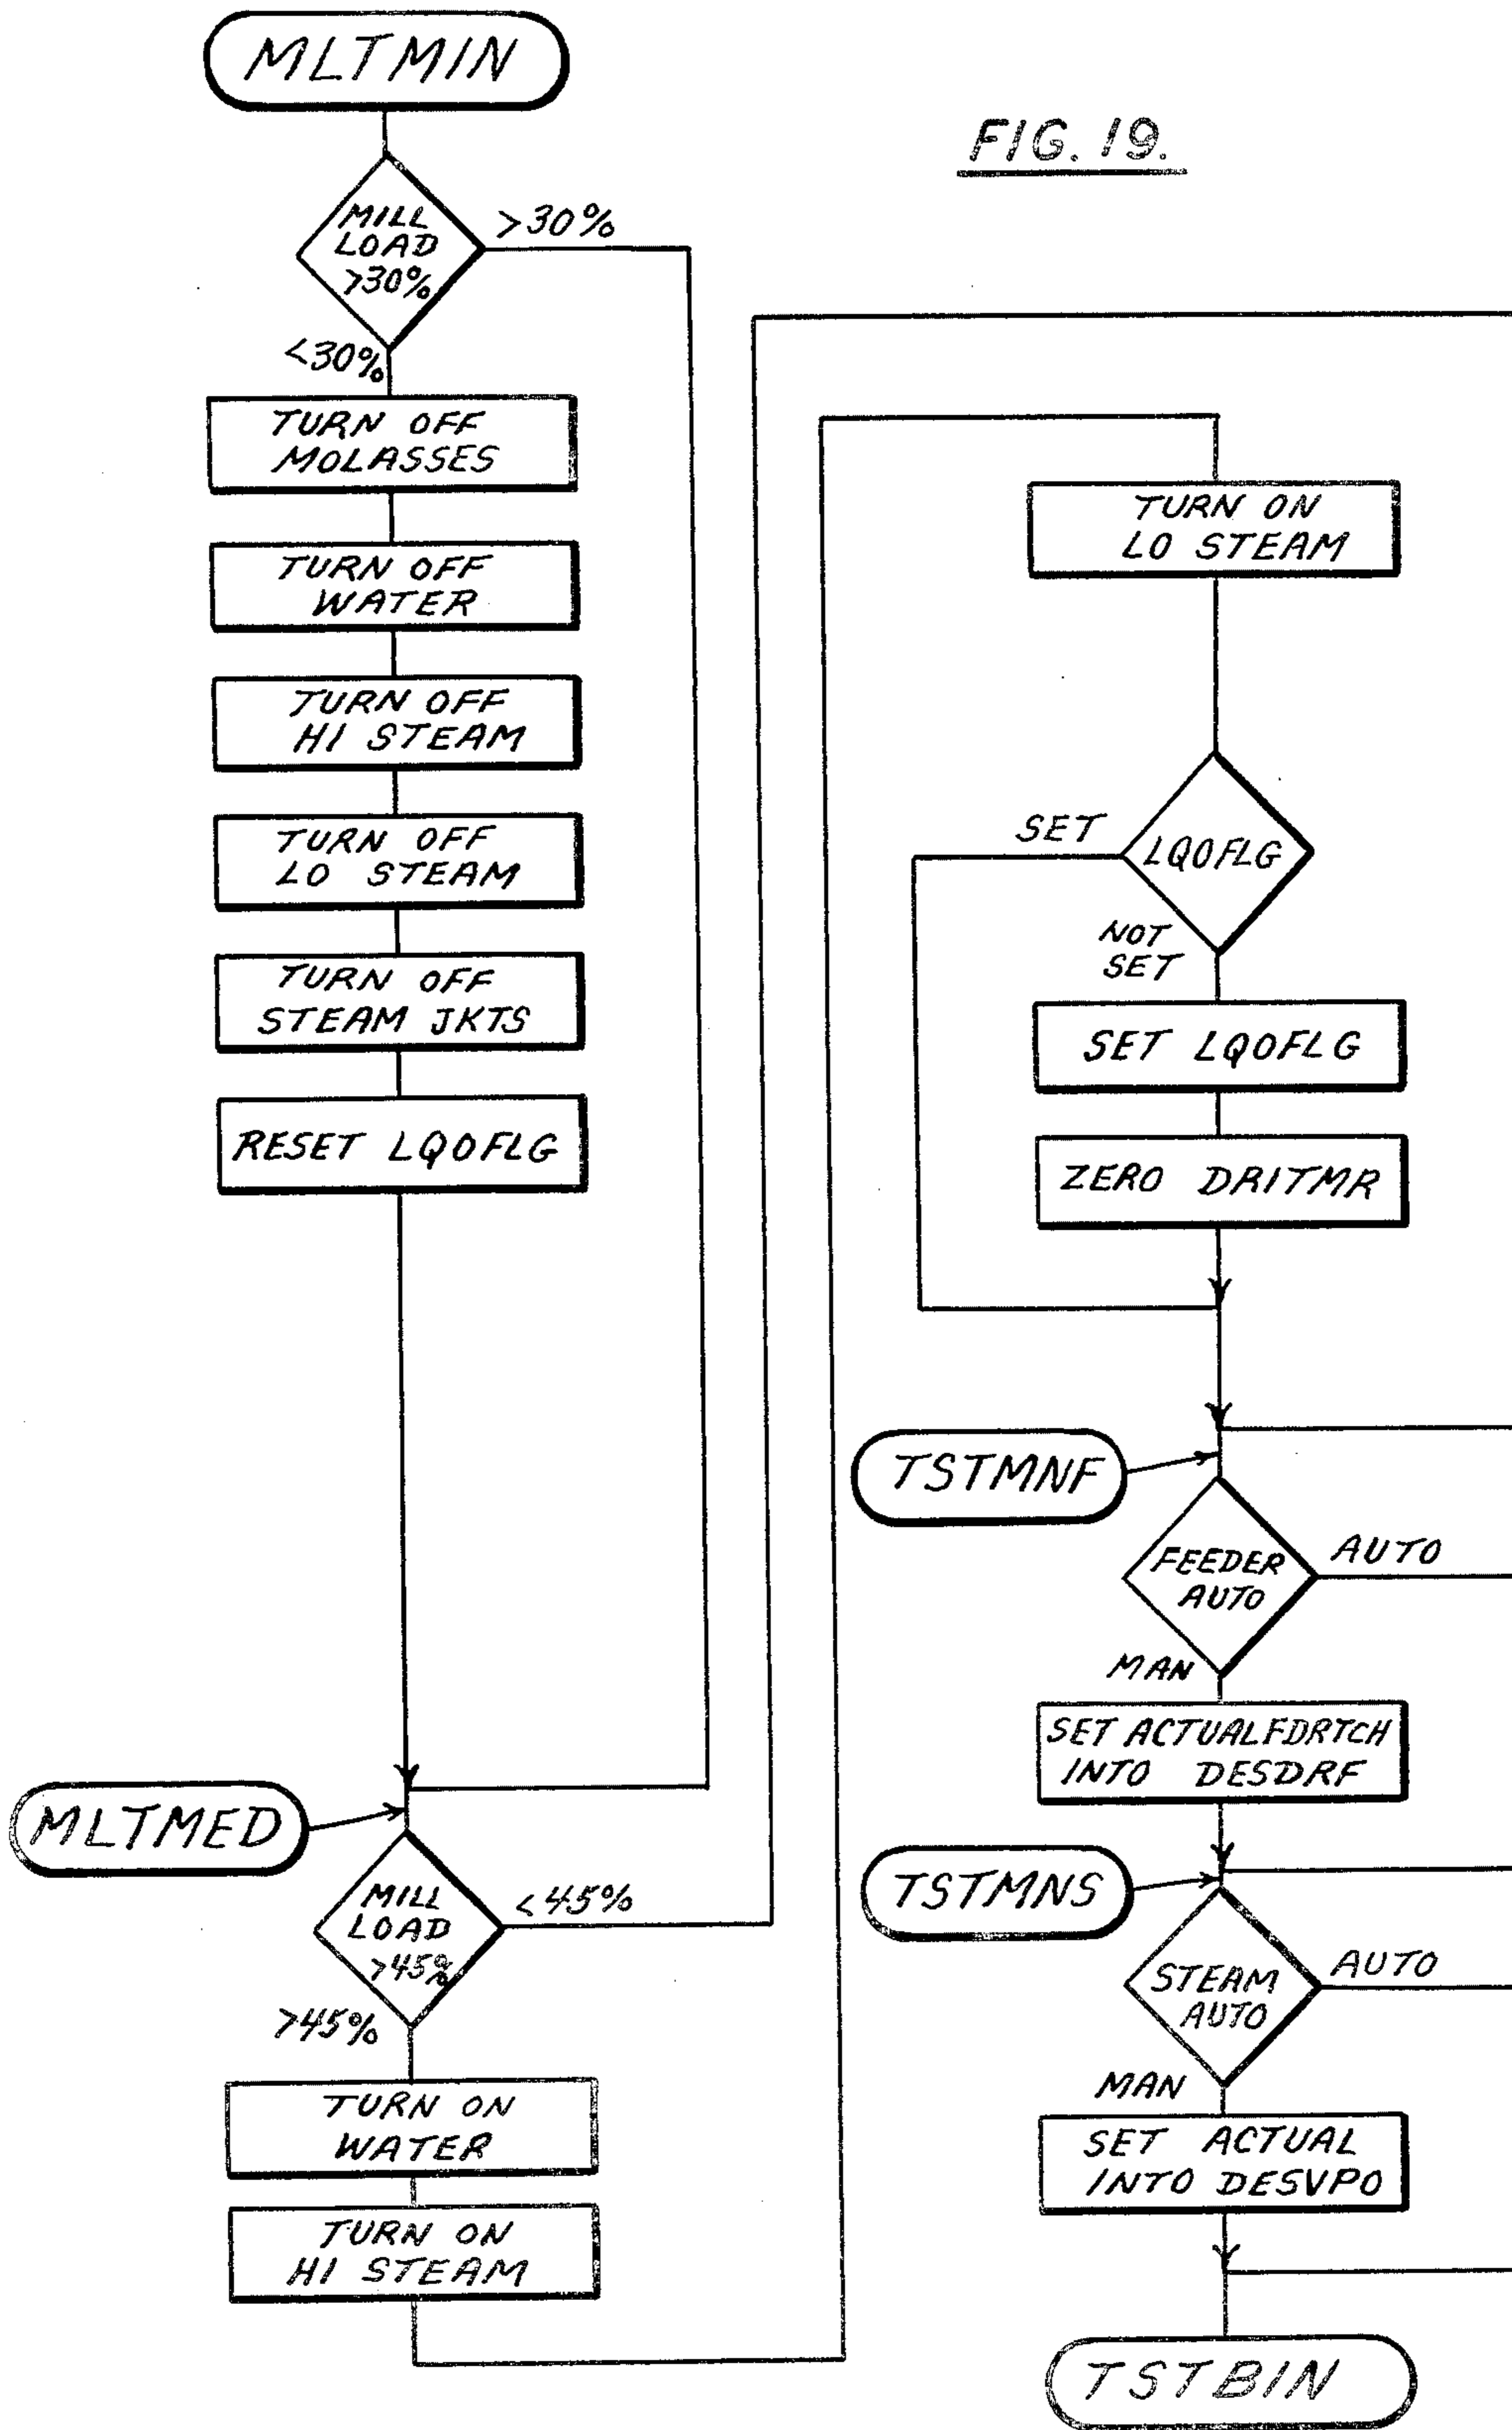 MLTMIN
FIG. 19.
MILL
LOAD
>30%
>30%
<30%
TURN OFF
MOLASSES
TURN OFF
WATER
TURN OFF
HI STEAM
TURN OFF
LO STEAM
TURN OFF
STEAM JKTS
RESET LQOFLG
MLTMED
MILL
LOAD
>45%
<45%
>45%
TURN ON
WATER
TURN ON
HI STEAM
TURN ON
LO STEAM
LQOFLG
SET
NOT
SET
SET LQOFLG
ZERO DRITMR
TSTMNF
FEEDER
AUTO
AUTO
MAN
SET ACTUAL FDRTCH
INTO DESDRF
TSTMNS
STEAM
AUTO
AUTO
MAN
SET ACTUAL
INTO DESVPO
TSTBIN